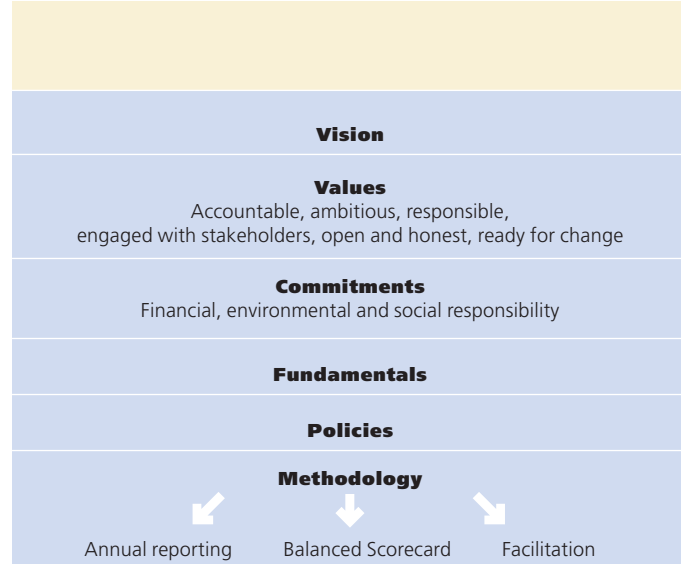 Vision
Values
Accountable, ambitious, responsible,
engaged with stakeholders, open and honest, ready for change
Commitments
Financial, environmental and social responsibility
Fundamentals
Policies
Methodology
Annual reporting Balanced Scorecard Facilitation